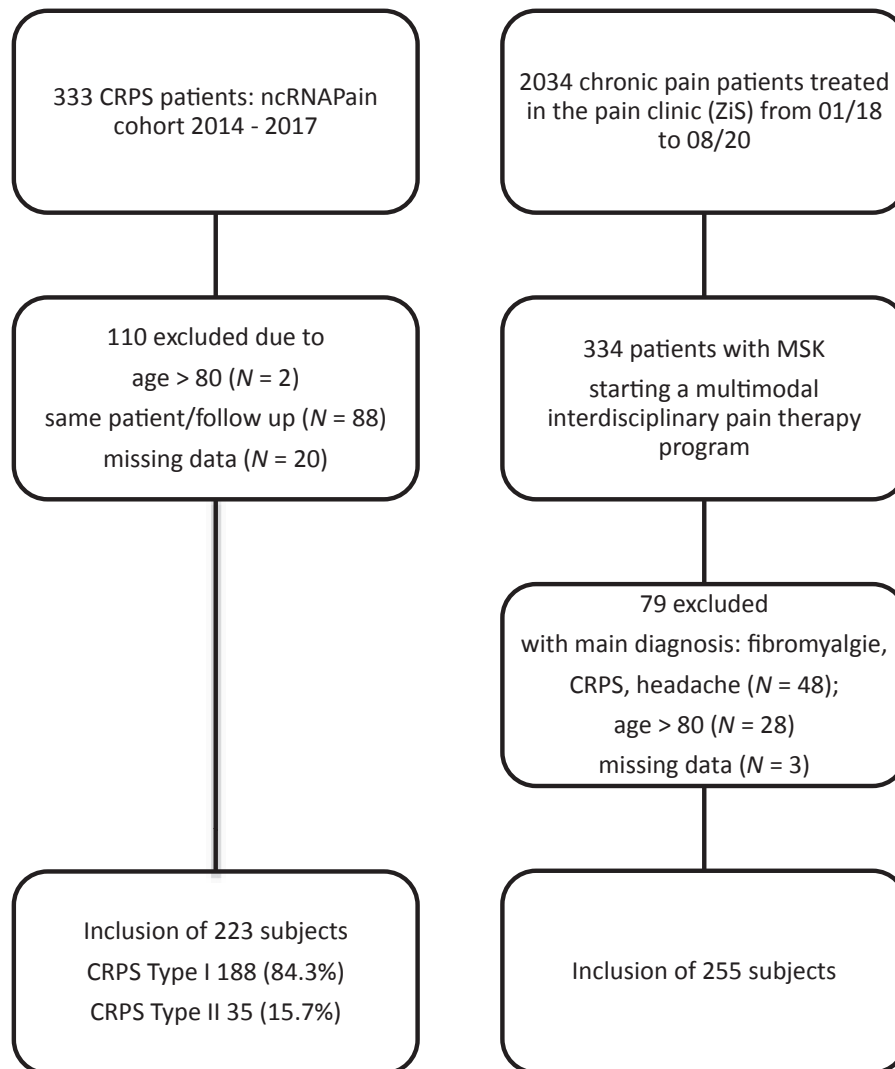 333 CRPS patients: ncRNAPain
cohort 2014 - 2017
110 excluded due to
age > 80 (N = 2)
same patient/follow up (N = 88)
missing data (N = 20)
Inclusion of 223 subjects
CRPS Type I 188 (84.3%)
CRPS Type II 35 (15.7%)
2034 chronic pain patients treated
in the pain clinic (ZiS) from 01/18
to 08/20
334 patients with MSK
starting a multimodal
interdisciplinary pain therapy
program
79 excluded
with main diagnosis: fibromyalgie,
CRPS, headache (N = 48);
age > 80 (N = 28)
missing data (N = 3)
Inclusion of 255 subjects